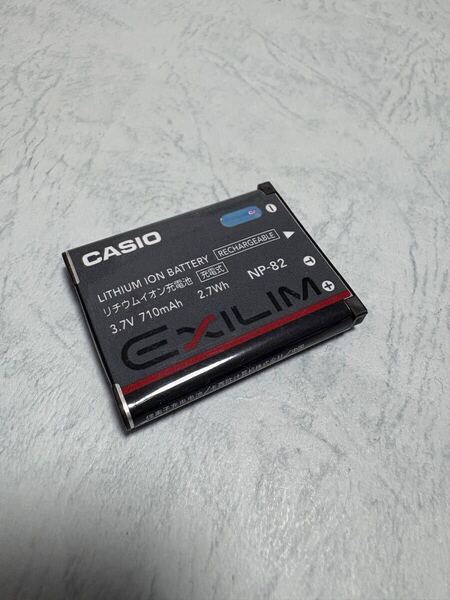 CASIO
LITHIUM ION BATTERY RECHARGEABLE
リチウムイオン充電池 充電式
3.7V 710mAh 2.7Wh NP-82
EXILIM